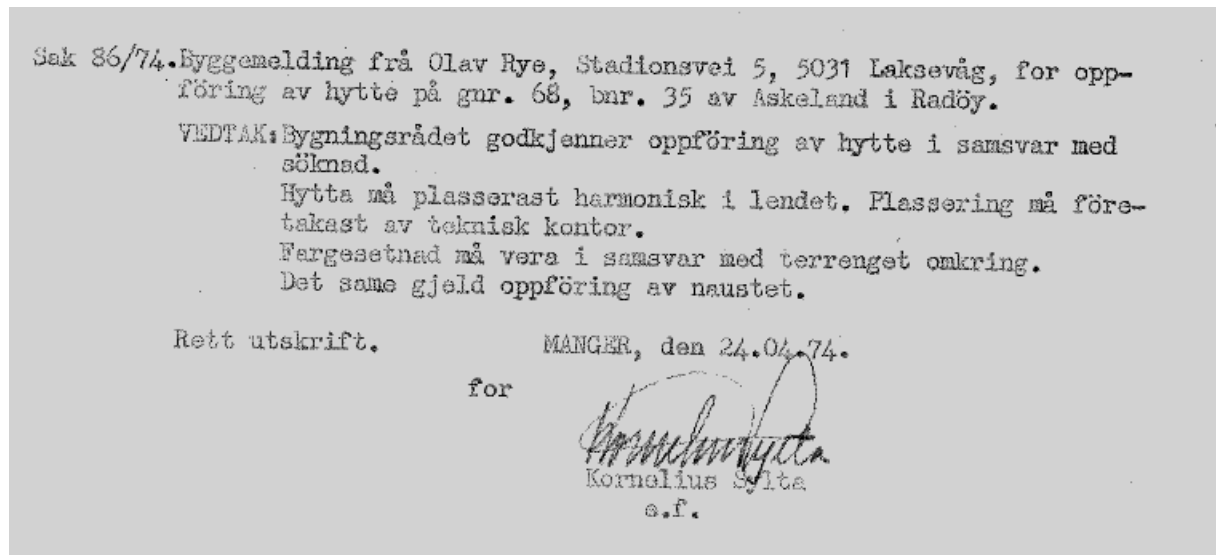 Sak 86/74. Byggemelding frå Olav Rye, Stadionsvei 5, 5031 Laksevåg, for opp-
föring av hytte på gnr. 68, bnr. 35 av Askeland i Radöy.
VEDTAK: Bygningsrådet godkjenner oppföring av hytte i samsvar med
söknad.
Hytta må plasserast harmonisk i lendet. Plassering må före-
takast av teknisk kontor.
Fargesetnad må vera i samsvar med terrenget omkring.
Det same gjeld oppföring av naustet.
Rett utskrift. MANGER, den 24.04.74.
for
Kornelius Sylta
Kornelius Sylta
e.f.